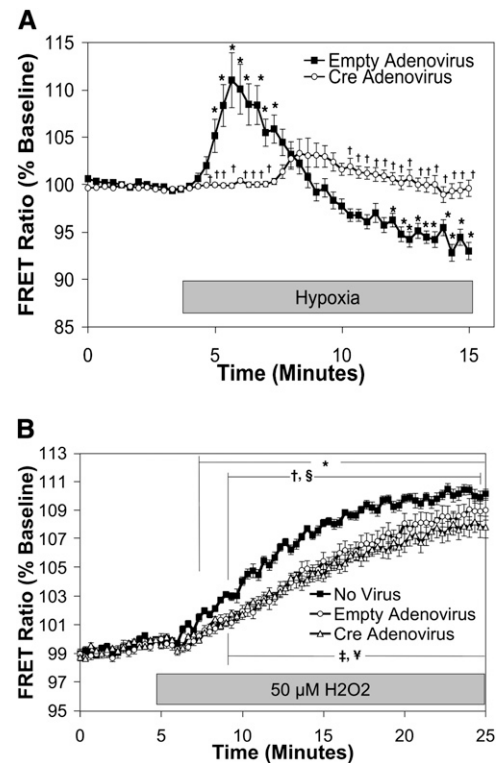 A
FRET Ratio (% Baseline)
115
110
105
100
95
90
85
Empty Adenovirus
Cre Adenovirus
* * * * * * *
† † † † † † † †
† † † † † † † † † † † †
* * * * * * * * * *
Hypoxia
0 5 10 15
Time (Minutes)
B
FRET Ratio (% Baseline)
113
111
109
107
105
103
101
99
97
95
*
†, §
No Virus
Empty Adenovirus
Cre Adenovirus
‡, ¥
50 µM H2O2
0 5 10 15 20 25
Time (Minutes)